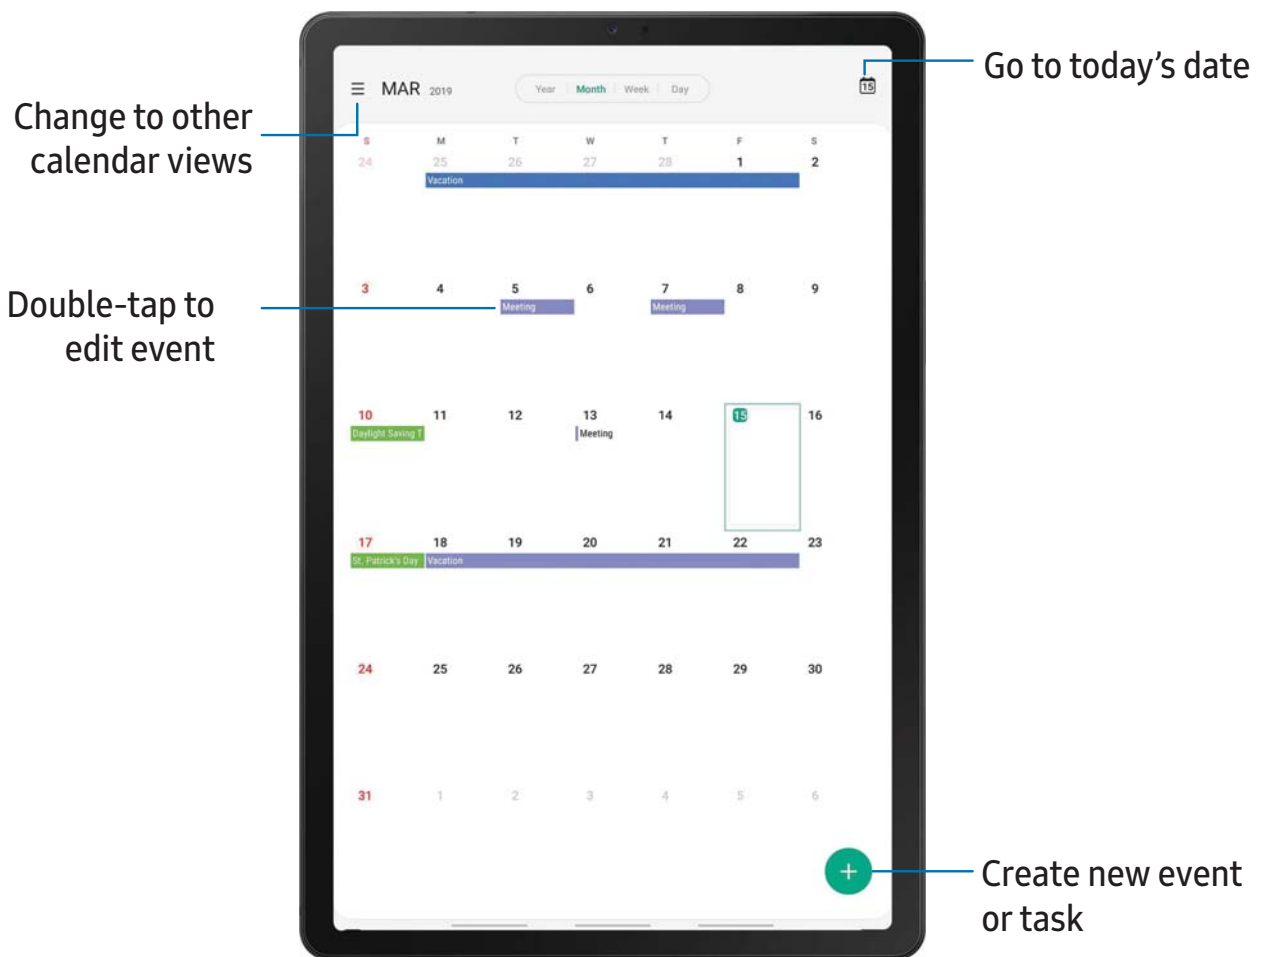 Go to today's date
MAR 2019
Year Month Week Day
15
Change to other
calendar views
S M T W T F S
24 25 26 27 28 1 2
Vacation
3 4 5 6 7 8 9
Meeting Meeting
Double-tap to
edit event
10 11 12 13 14 15 16
Daylight Saving T Meeting
17 18 19 20 21 22 23
St. Patrick's Day Vacation
24 25 26 27 28 29 30
31 1 2 3 4 5 6
+
Create new event
or task